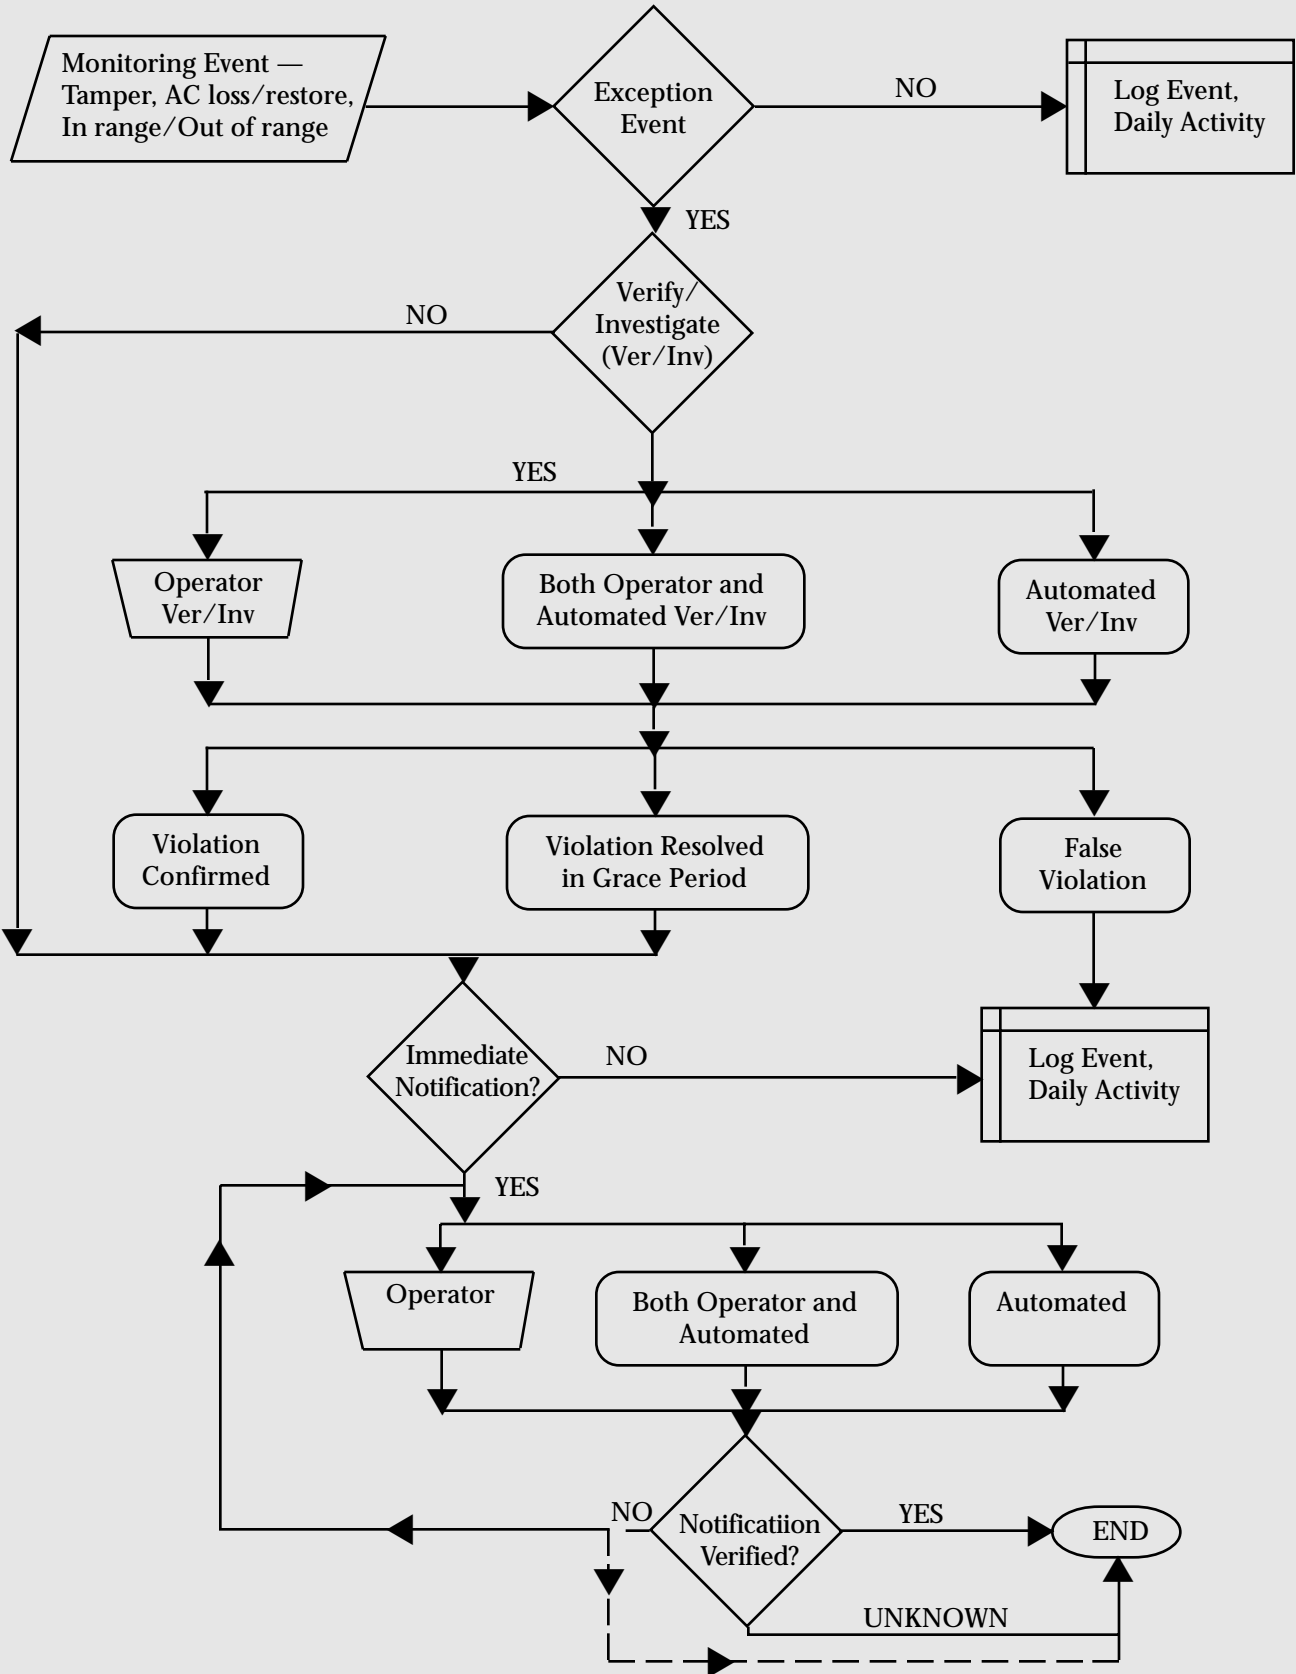 Monitoring Event —
Tamper, AC loss/restore,
In range/Out of range
Exception
Event
NO
Log Event,
Daily Activity
YES
Verify/
Investigate
(Ver/Inv)
NO
YES
Operator
Ver/Inv
Both Operator and
Automated Ver/Inv
Automated
Ver/Inv
Violation
Confirmed
Violation Resolved
in Grace Period
False
Violation
Immediate
Notification?
NO
Log Event,
Daily Activity
YES
Operator
Both Operator and
Automated
Automated
NO
Notificatiion
Verified?
YES
END
UNKNOWN